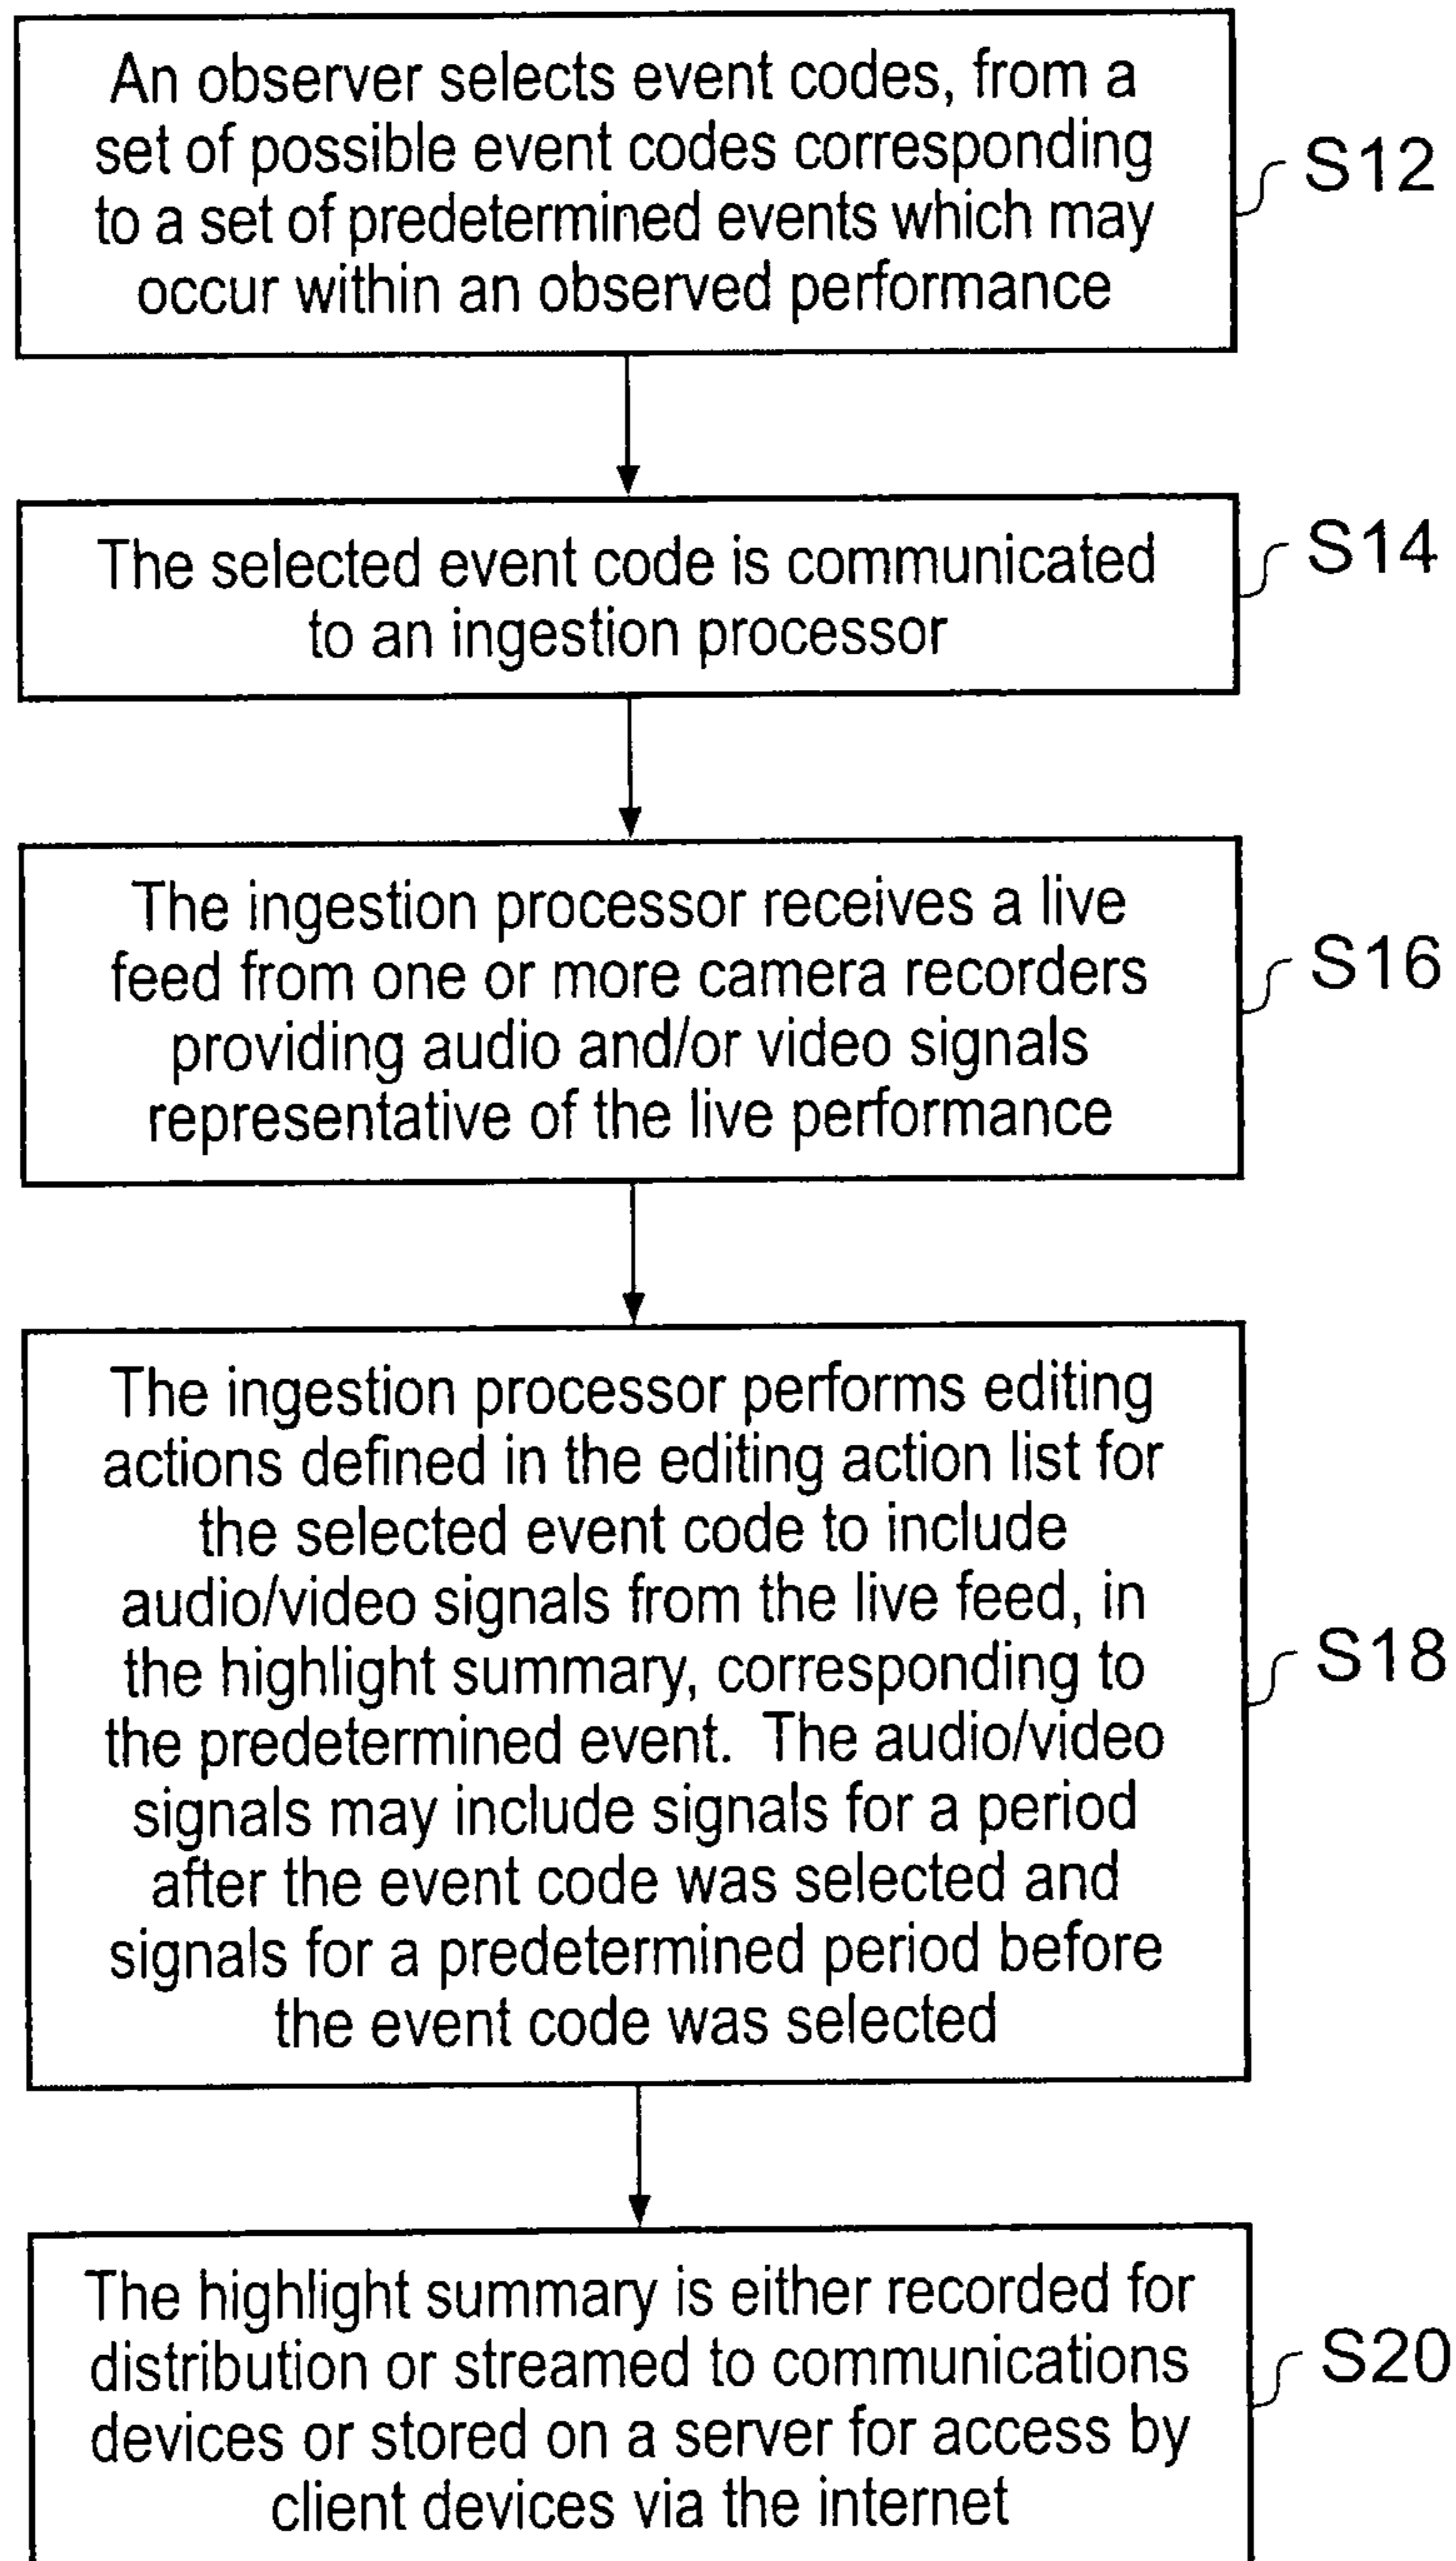 An observer selects event codes, from a
set of possible event codes corresponding
to a set of predetermined events which may
occur within an observed performance
S12
The selected event code is communicated
to an ingestion processor
S14
The ingestion processor receives a live
feed from one or more camera recorders
providing audio and/or video signals
representative of the live performance
S16
The ingestion processor performs editing
actions defined in the editing action list for
the selected event code to include
audio/video signals from the live feed, in
the highlight summary, corresponding to
the predetermined event. The audio/video
signals may include signals for a period
after the event code was selected and
signals for a predetermined period before
the event code was selected
S18
The highlight summary is either recorded for
distribution or streamed to communications
devices or stored on a server for access by
client devices via the internet
S20